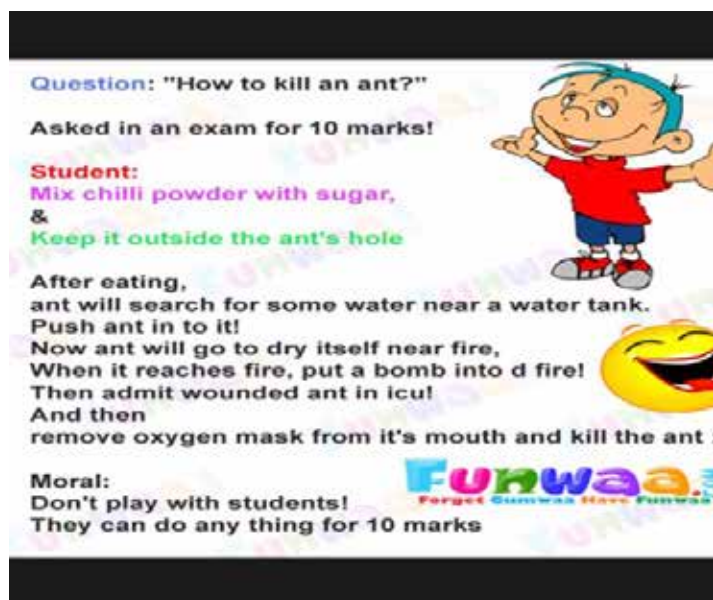 Question: "How to kill an ant?"
Asked in an exam for 10 marks!
Student:
Mix chilli powder with sugar,
&
Keep it outside the ant's hole
After eating,
ant will search for some water near a water tank.
Push ant in to it!
Now ant will go to dry itself near fire,
When it reaches fire, put a bomb into d fire!
Then admit wounded ant in icu!
And then
remove oxygen mask from it's mouth and kill the ant
Moral:
Don't play with students!
They can do any thing for 10 marks
Funwaa.
Forget Gumwaa Have Funwaa